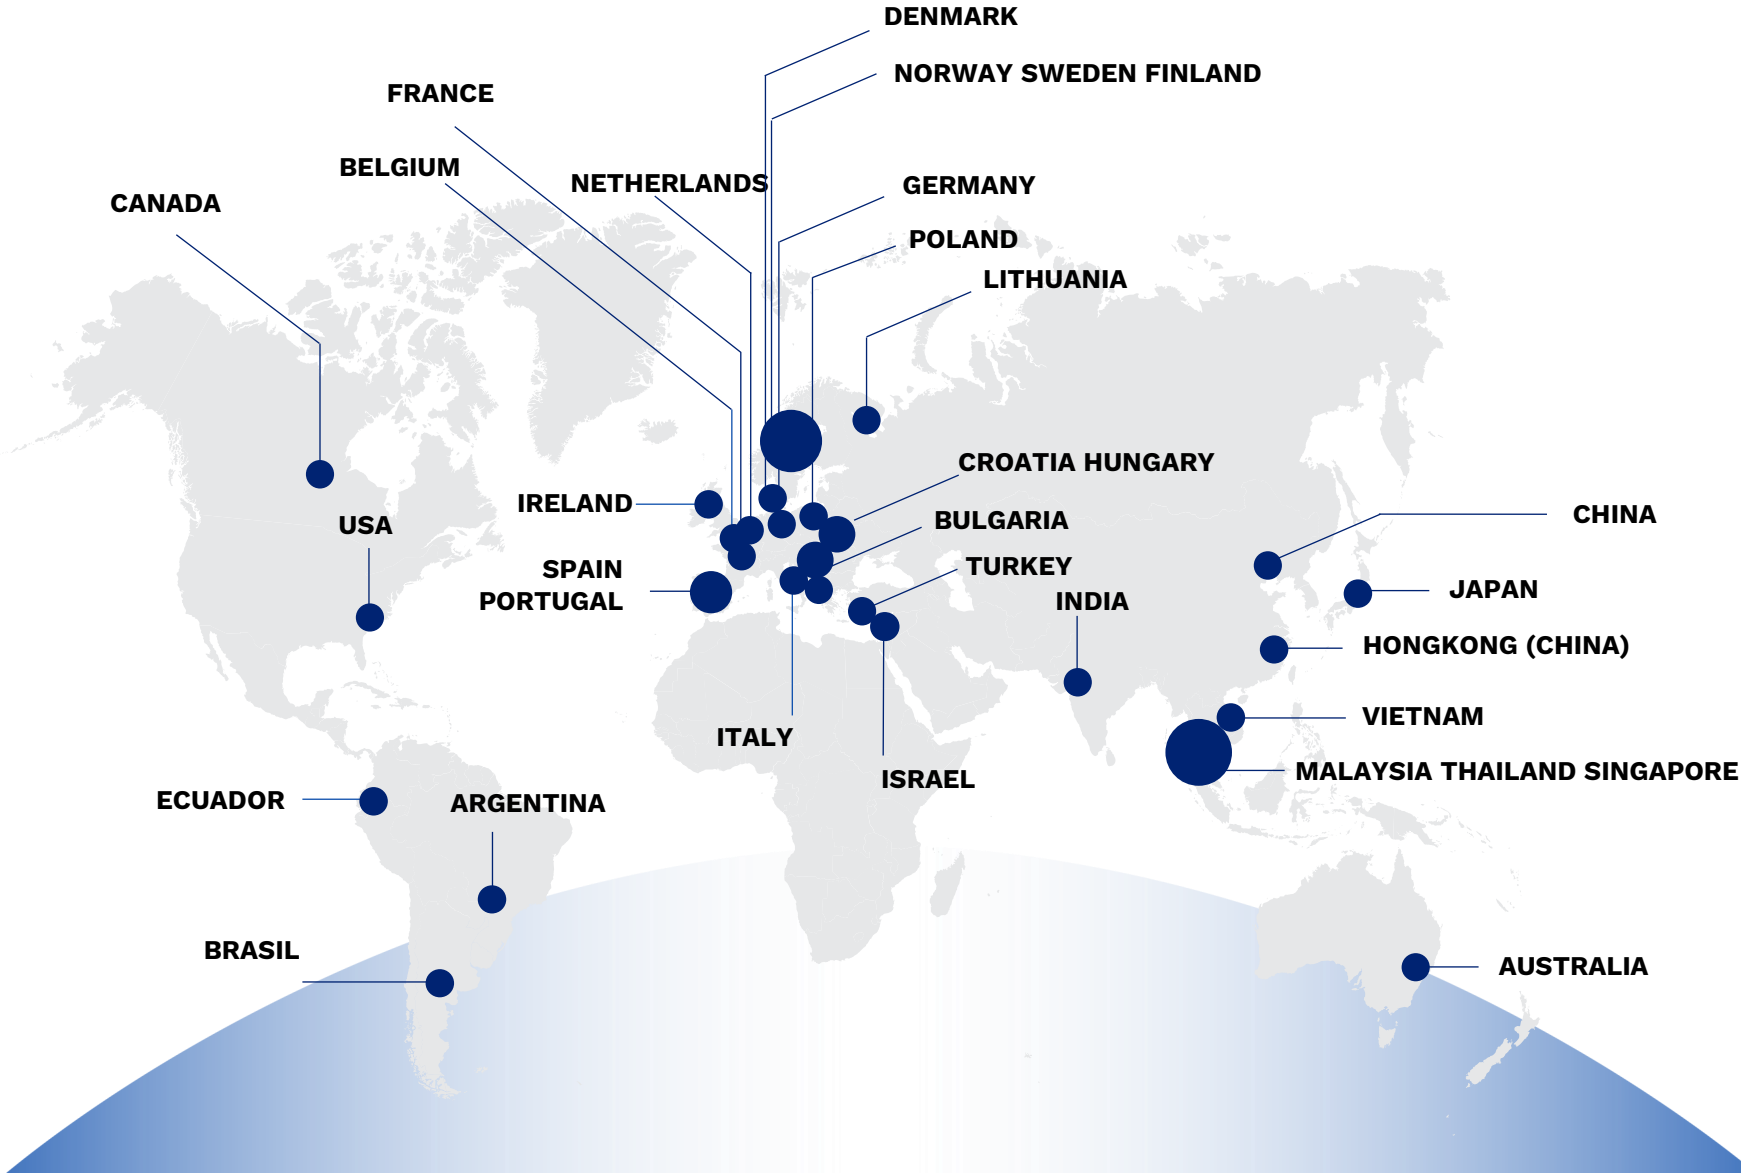 DENMARK
NORWAY SWEDEN FINLAND
FRANCE
BELGIUM
NETHERLANDS
GERMANY
CANADA
POLAND
LITHUANIA
CROATIA HUNGARY
IRELAND
CHINA
USA
BULGARIA
SPAIN
PORTUGAL
TURKEY
INDIA
JAPAN
HONGKONG (CHINA)
VIETNAM
ITALY
MALAYSIA THAILAND SINGAPORE
ISRAEL
ECUADOR
ARGENTINA
BRASIL
AUSTRALIA